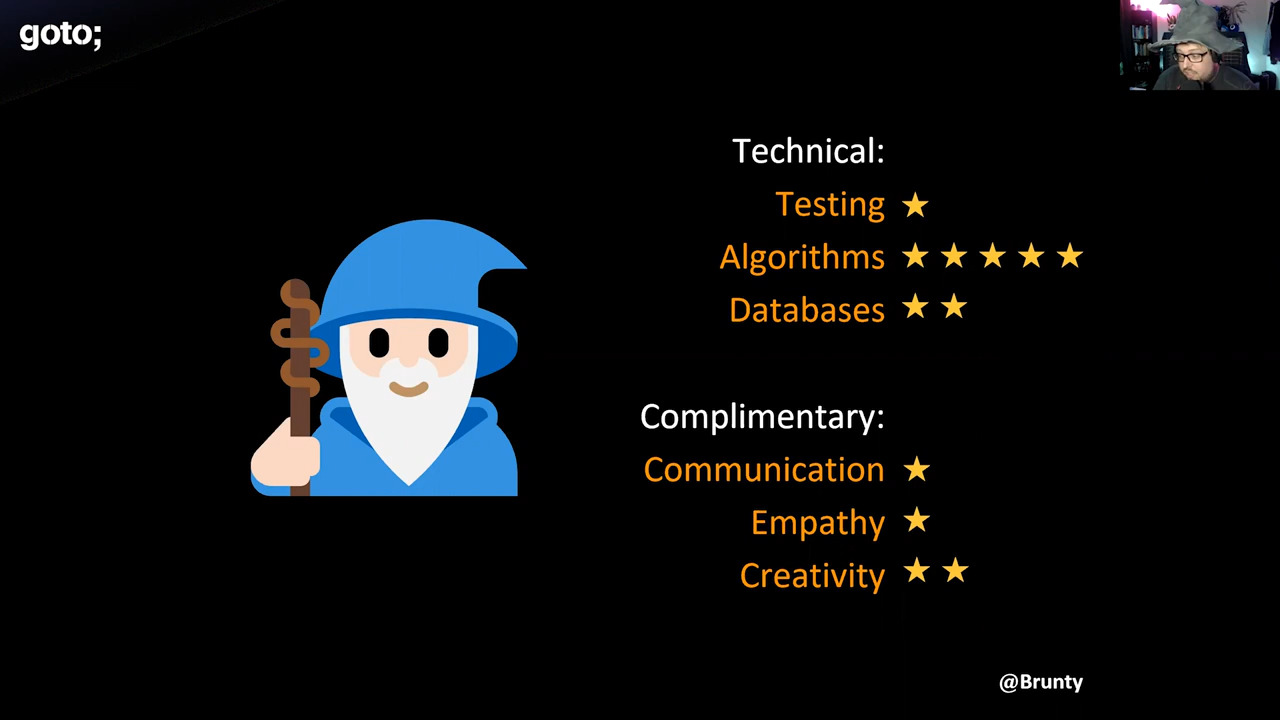 goto;
Technical:
Testing ★
Algorithms ★ ★ ★ ★ ★
Databases ★ ★
Complimentary:
Communication ★
Empathy ★
Creativity ★ ★
@Brunty